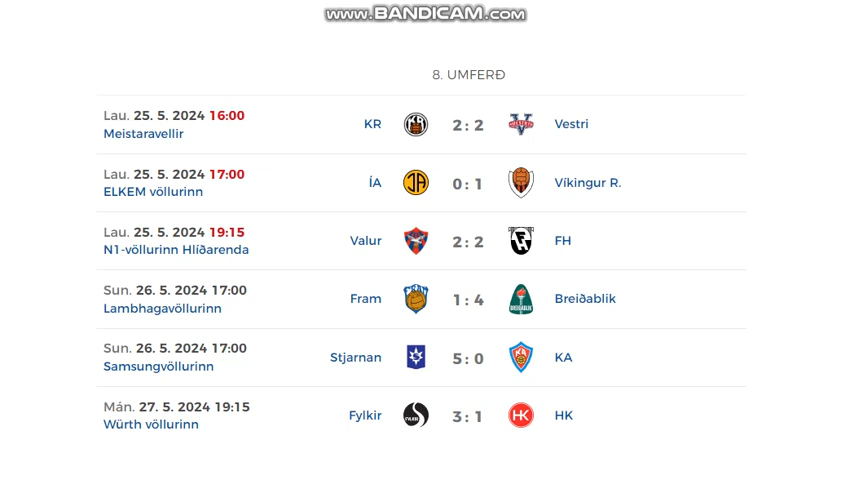 www.BANDICAM.com
8. UMFERÐ
Lau. 25. 5. 2024 16:00
Meistaravellir
KR 2 : 2 Vestri
Lau. 25. 5. 2024 17:00
ELKEM völlurinn
ÍA 0 : 1 Víkingur R.
Lau. 25. 5. 2024 19:15
N1-völlurinn Hlíðarenda
Valur 2 : 2 FH
Sun. 26. 5. 2024 17:00
Lambhagavöllurinn
Fram 1 : 4 Breiðablik
Sun. 26. 5. 2024 17:00
Samsungvöllurinn
Stjarnan 5 : 0 KA
Mán. 27. 5. 2024 19:15
Würth völlurinn
Fylkir 3 : 1 HK